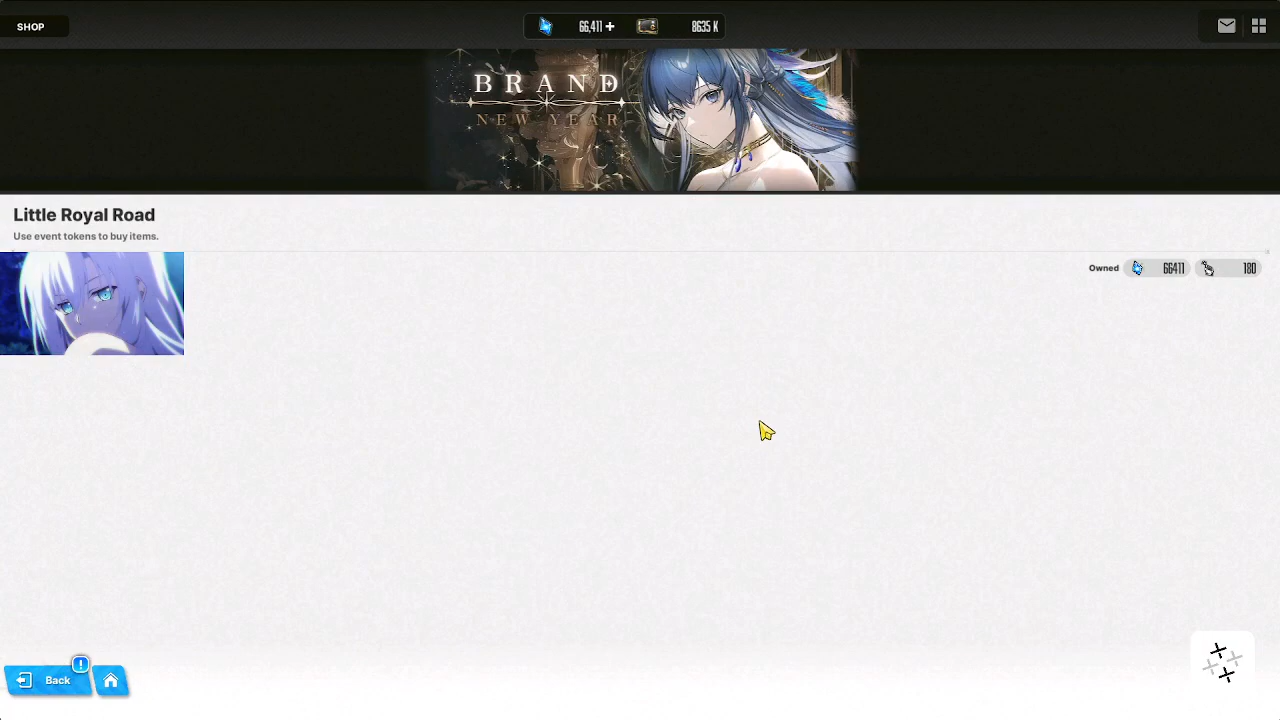 SHOP
66,411 +
8635 K
BRAND
NEW YEAR
Little Royal Road
Use event tokens to buy items.
Owned 66411 180
Back